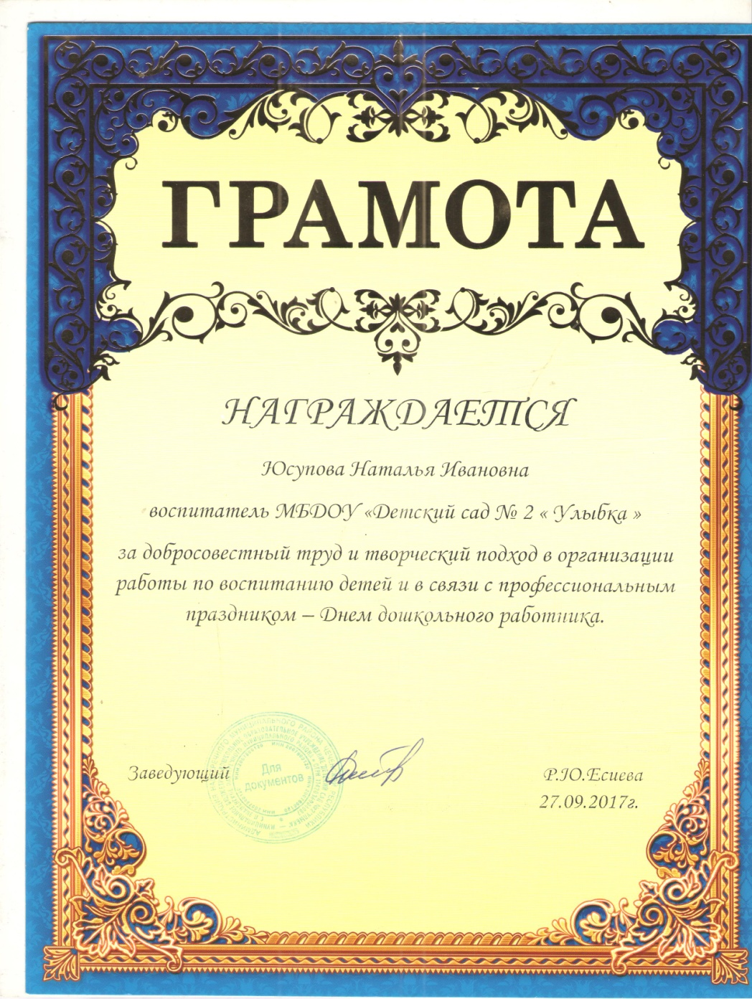 ГРАМОТА
НАГРАЖДАЕТСЯ
Юсупова Наталья Ивановна
воспитатель МБДОУ «Детский сад № 2 « Улыбка »
за добросовестный труд и творческий подход в организации
работы по воспитанию детей и в связи с профессиональным
праздником – Днем дошкольного работника.
Заведующий
Для
документов
Р.Ю.Есиева
27.09.2017г.